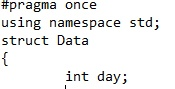 #pragma once
using namespace std;
struct Data
{
int day;